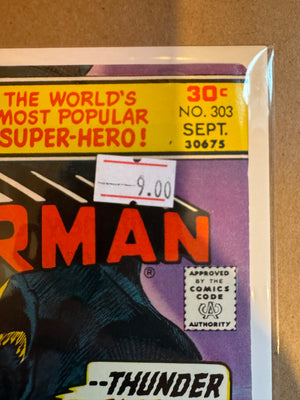 THE WORLD'S
MOST POPULAR
SUPER-HERO!
30¢
NO. 303
SEPT.
30675
9.00
RMAN
®
APPROVED
BY THE
COMICS
CODE
AUTHORITY
--THUNDER